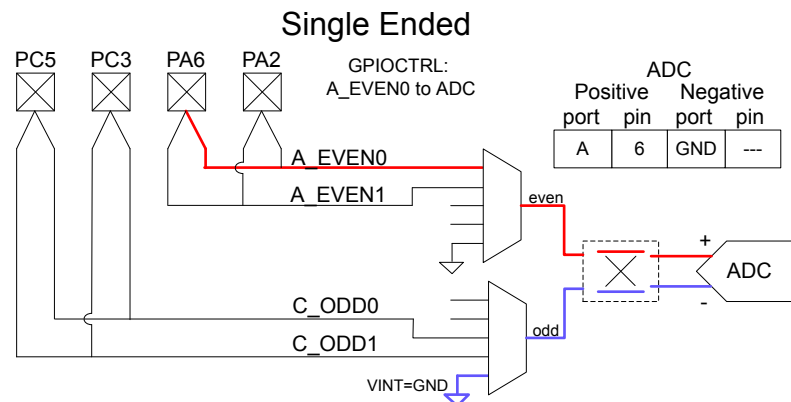 Single Ended
PC5 PC3 PA6 PA2
GPIOCTRL:
A_EVEN0 to ADC
ADC
Positive Negative
port pin port pin
A 6 GND ---
A_EVEN0
A_EVEN1
even
+
ADC
-
C_ODD0
odd
C_ODD1
VINT=GND